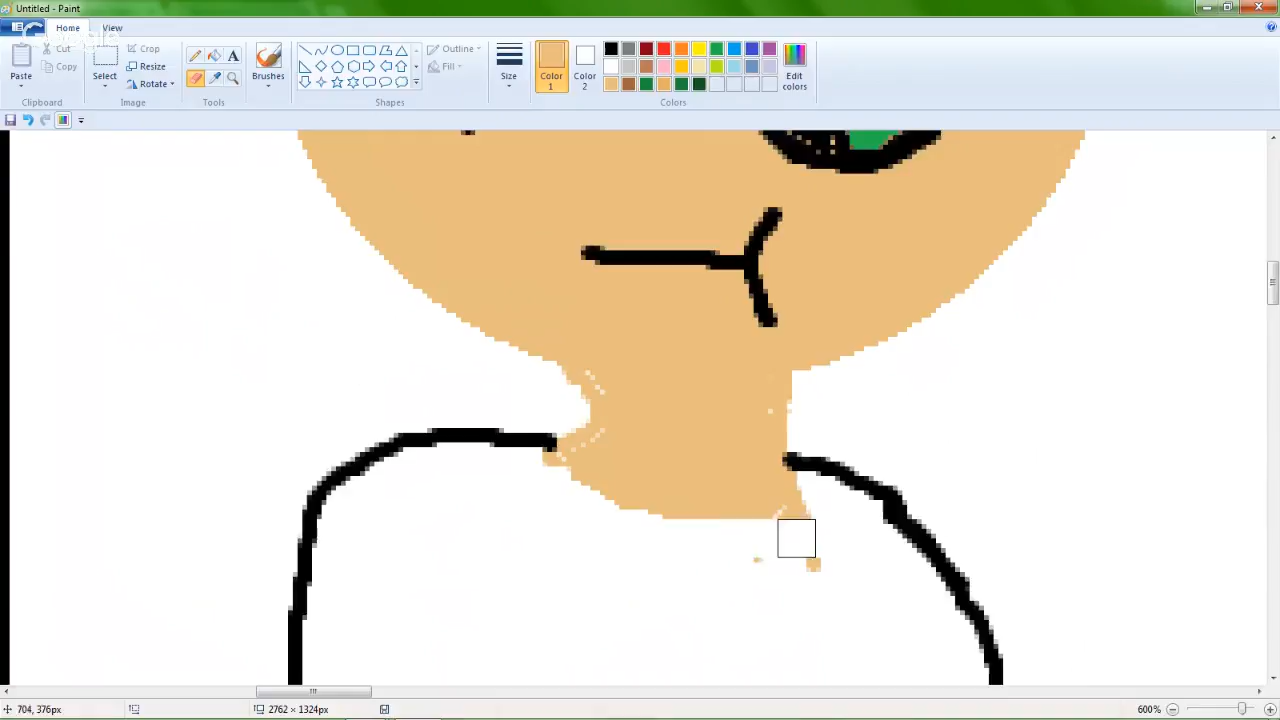 Untitled - Paint
Home View
Cut
Copy
Paste
Clipboard
Select
Crop
Resize
Rotate
Image
Tools
Brushes
Shapes
Outline
Fill
Size
Color 1
Color 2
Edit colors
Colors
704, 376px
2762 × 1324px
600%